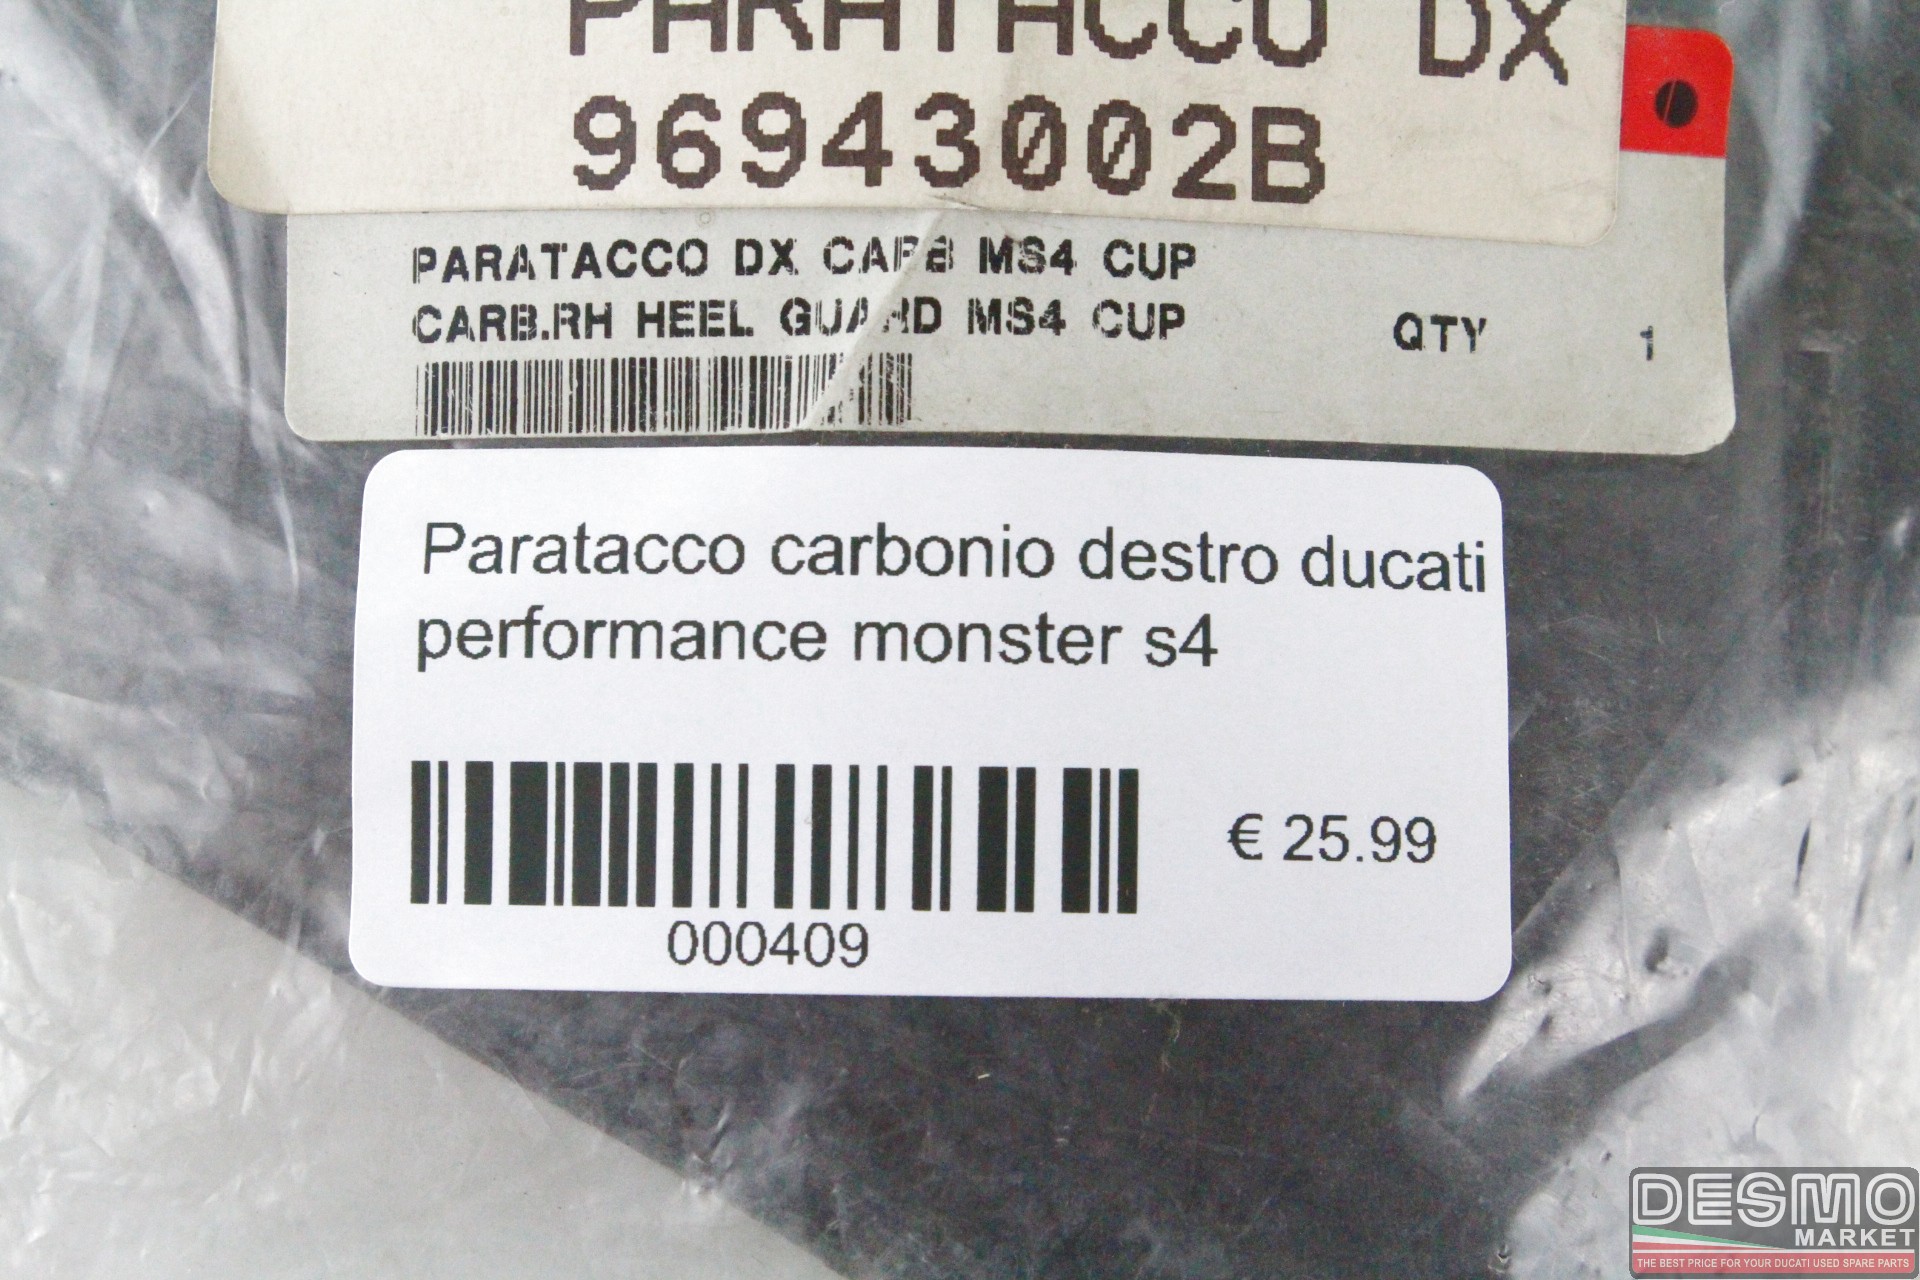 PARATACCO DX
96943002B
PARATACCO DX CARB MS4 CUP
CARB.RH HEEL GUARD MS4 CUP
QTY 1
Paratacco carbonio destro ducati
performance monster s4
€ 25.99
000409
DESMO
MARKET
THE BEST PRICE FOR YOUR DUCATI USED SPARE PARTS